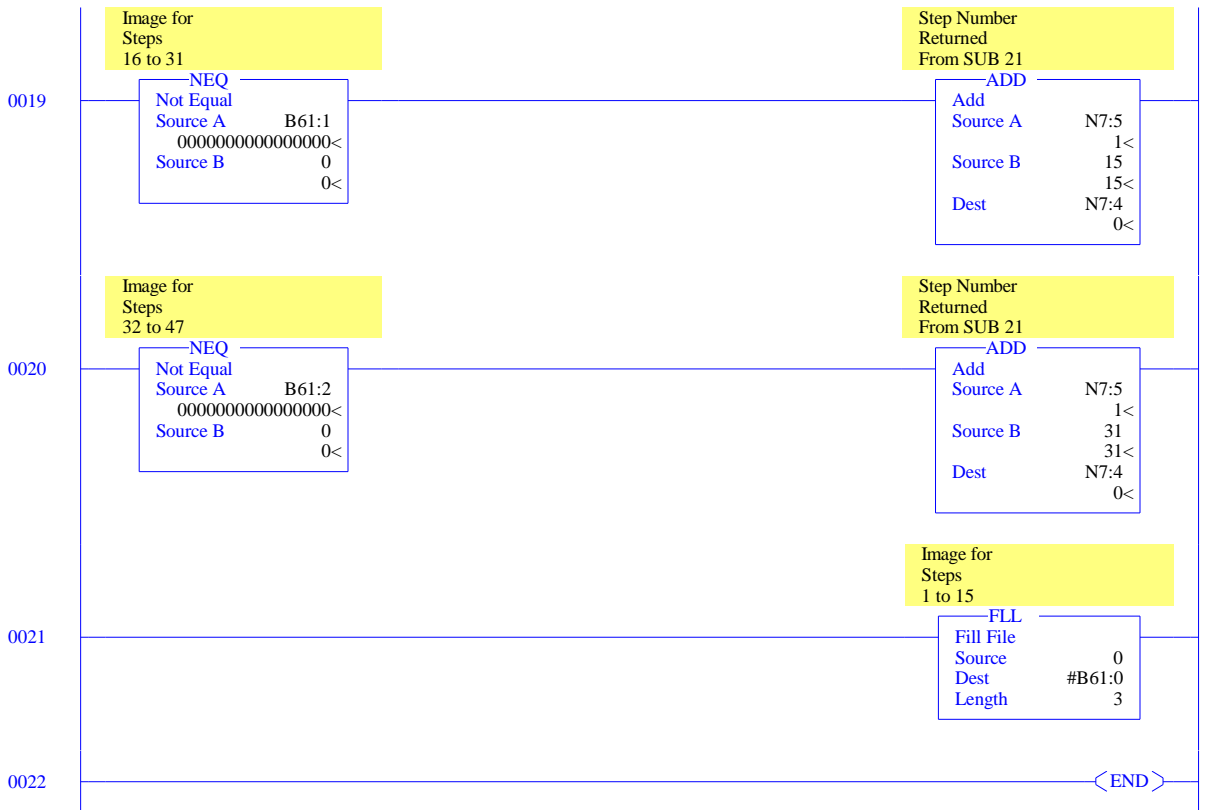 Image for
Steps
16 to 31
Step Number
Returned
From SUB 21
0019
NEQ
Not Equal
Source A B61:1
0000000000000000<
Source B 0
0<
ADD
Add
Source A N7:5
1<
Source B 15
15<
Dest N7:4
0<
Image for
Steps
32 to 47
Step Number
Returned
From SUB 21
0020
NEQ
Not Equal
Source A B61:2
0000000000000000<
Source B 0
0<
ADD
Add
Source A N7:5
1<
Source B 31
31<
Dest N7:4
0<
Image for
Steps
1 to 15
0021
FLL
Fill File
Source 0
Dest #B61:0
Length 3
0022
END